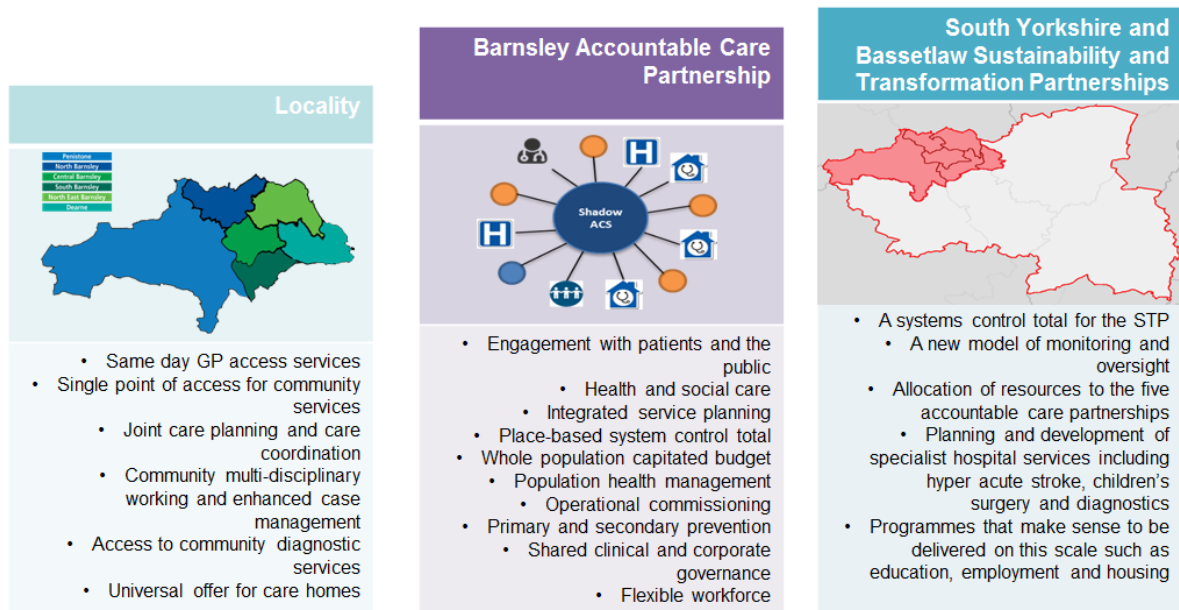 Locality
Penistone
North Barnsley
Central Barnsley
South Barnsley
North East Barnsley
Dearne
• Same day GP access services
• Single point of access for community
services
• Joint care planning and care
coordination
• Community multi-disciplinary
working and enhanced case
management
• Access to community diagnostic
services
• Universal offer for care homes
Barnsley Accountable Care
Partnership
H
H
Shadow
ACS
• Engagement with patients and the
public
• Health and social care
• Integrated service planning
• Place-based system control total
• Whole population capitated budget
• Population health management
• Operational commissioning
• Primary and secondary prevention
• Shared clinical and corporate
governance
• Flexible workforce
South Yorkshire and
Bassetlaw Sustainability and
Transformation Partnerships
• A systems control total for the STP
• A new model of monitoring and
oversight
• Allocation of resources to the five
accountable care partnerships
• Planning and development of
specialist hospital services including
hyper acute stroke, children's
surgery and diagnostics
• Programmes that make sense to be
delivered on this scale such as
education, employment and housing